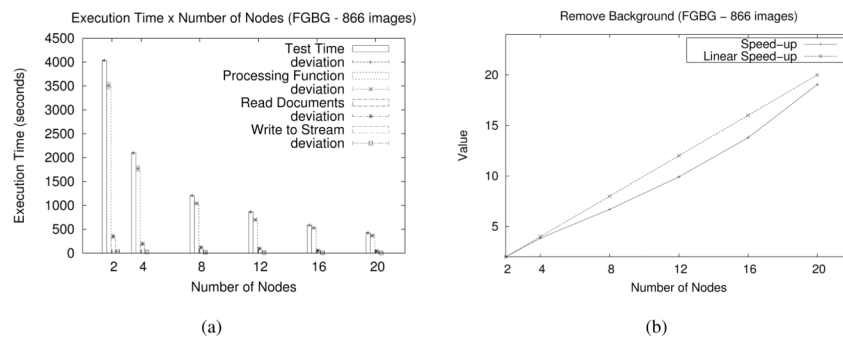 Execution Time x Number of Nodes (FGBG - 866 images)
Execution Time (seconds)
4500
4000
3500
3000
2500
2000
1500
1000
500
0
Test Time
deviation
Processing Function
deviation
Read Documents
deviation
Write to Stream
deviation
2 4 8 12 16 20
Number of Nodes
(a)
Remove Background (FGBG − 866 images)
Value
20
15
10
5
Speed−up
Linear Speed−up
2 4 8 12 16 20
Number of Nodes
(b)